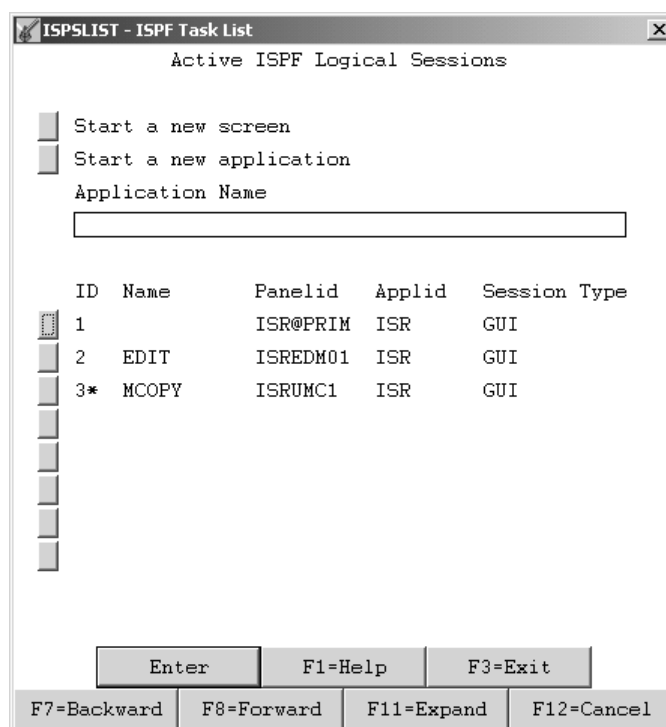 ISPSLIST - ISPF Task List
Active ISPF Logical Sessions
Start a new screen
Start a new application
Application Name
ID Name Panelid Applid Session Type
1 ISR@PRIM ISR GUI
2 EDIT ISREDM01 ISR GUI
3* MCOPY ISRUMC1 ISR GUI
Enter F1=Help F3=Exit
F7=Backward F8=Forward F11=Expand F12=Cancel